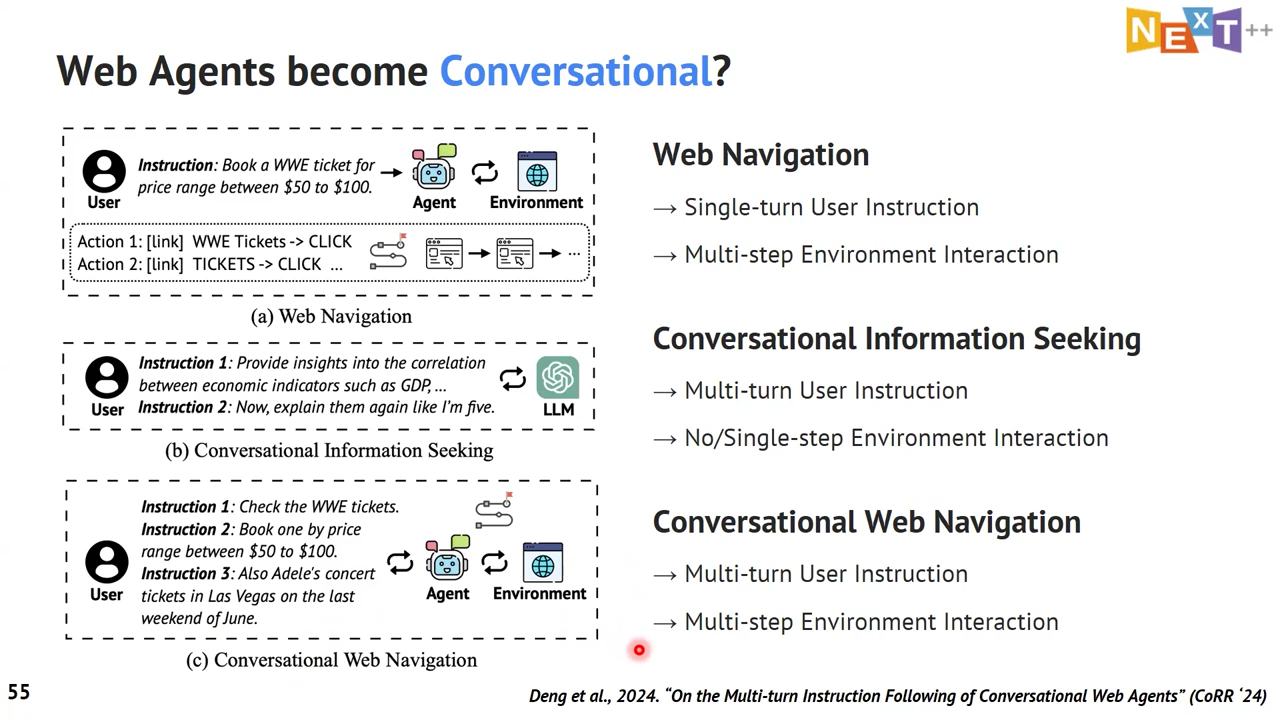 NExT++
Web Agents become Conversational?
Instruction: Book a WWE ticket for
price range between $50 to $100.
User
Agent
Environment
Action 1: [link] WWE Tickets -> CLICK
Action 2: [link] TICKETS -> CLICK ...
...
(a) Web Navigation
Instruction 1: Provide insights into the correlation
between economic indicators such as GDP, ...
Instruction 2: Now, explain them again like I'm five.
User
LLM
(b) Conversational Information Seeking
Instruction 1: Check the WWE tickets.
Instruction 2: Book one by price
range between $50 to $100.
Instruction 3: Also Adele's concert
tickets in Las Vegas on the last
weekend of June.
User
Agent
Environment
(c) Conversational Web Navigation
Web Navigation
→ Single-turn User Instruction
→ Multi-step Environment Interaction
Conversational Information Seeking
→ Multi-turn User Instruction
→ No/Single-step Environment Interaction
Conversational Web Navigation
→ Multi-turn User Instruction
→ Multi-step Environment Interaction
55
Deng et al., 2024. “On the Multi-turn Instruction Following of Conversational Web Agents” (CoRR ‘24)